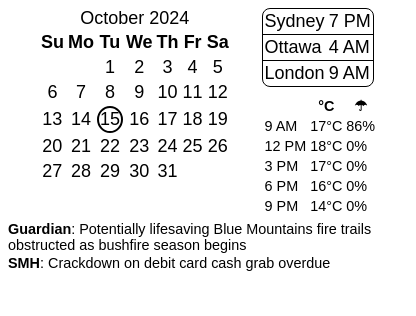 October 2024
Su Mo Tu We Th Fr Sa
1 2 3 4 5
6 7 8 9 10 11 12
13 14 15 16 17 18 19
20 21 22 23 24 25 26
27 28 29 30 31
Sydney 7 PM
Ottawa 4 AM
London 9 AM
°C ☂
9 AM 17°C 86%
12 PM 18°C 0%
3 PM 17°C 0%
6 PM 16°C 0%
9 PM 14°C 0%
Guardian: Potentially lifesaving Blue Mountains fire trails
obstructed as bushfire season begins
SMH: Crackdown on debit card cash grab overdue